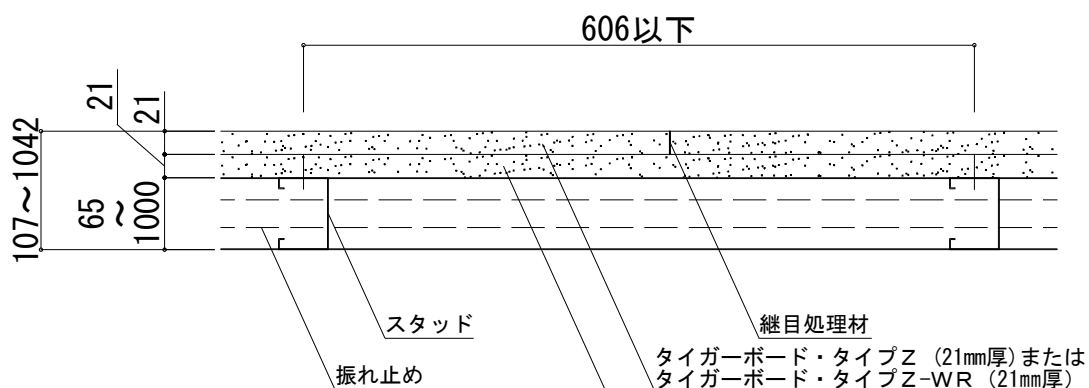 606以下
21
21
107～1042
65
～
1000
スタッド
継目処理材
振れ止め
タイガーボード・タイプZ (21mm厚)または
タイガーボード・タイプZ-WR (21mm厚)